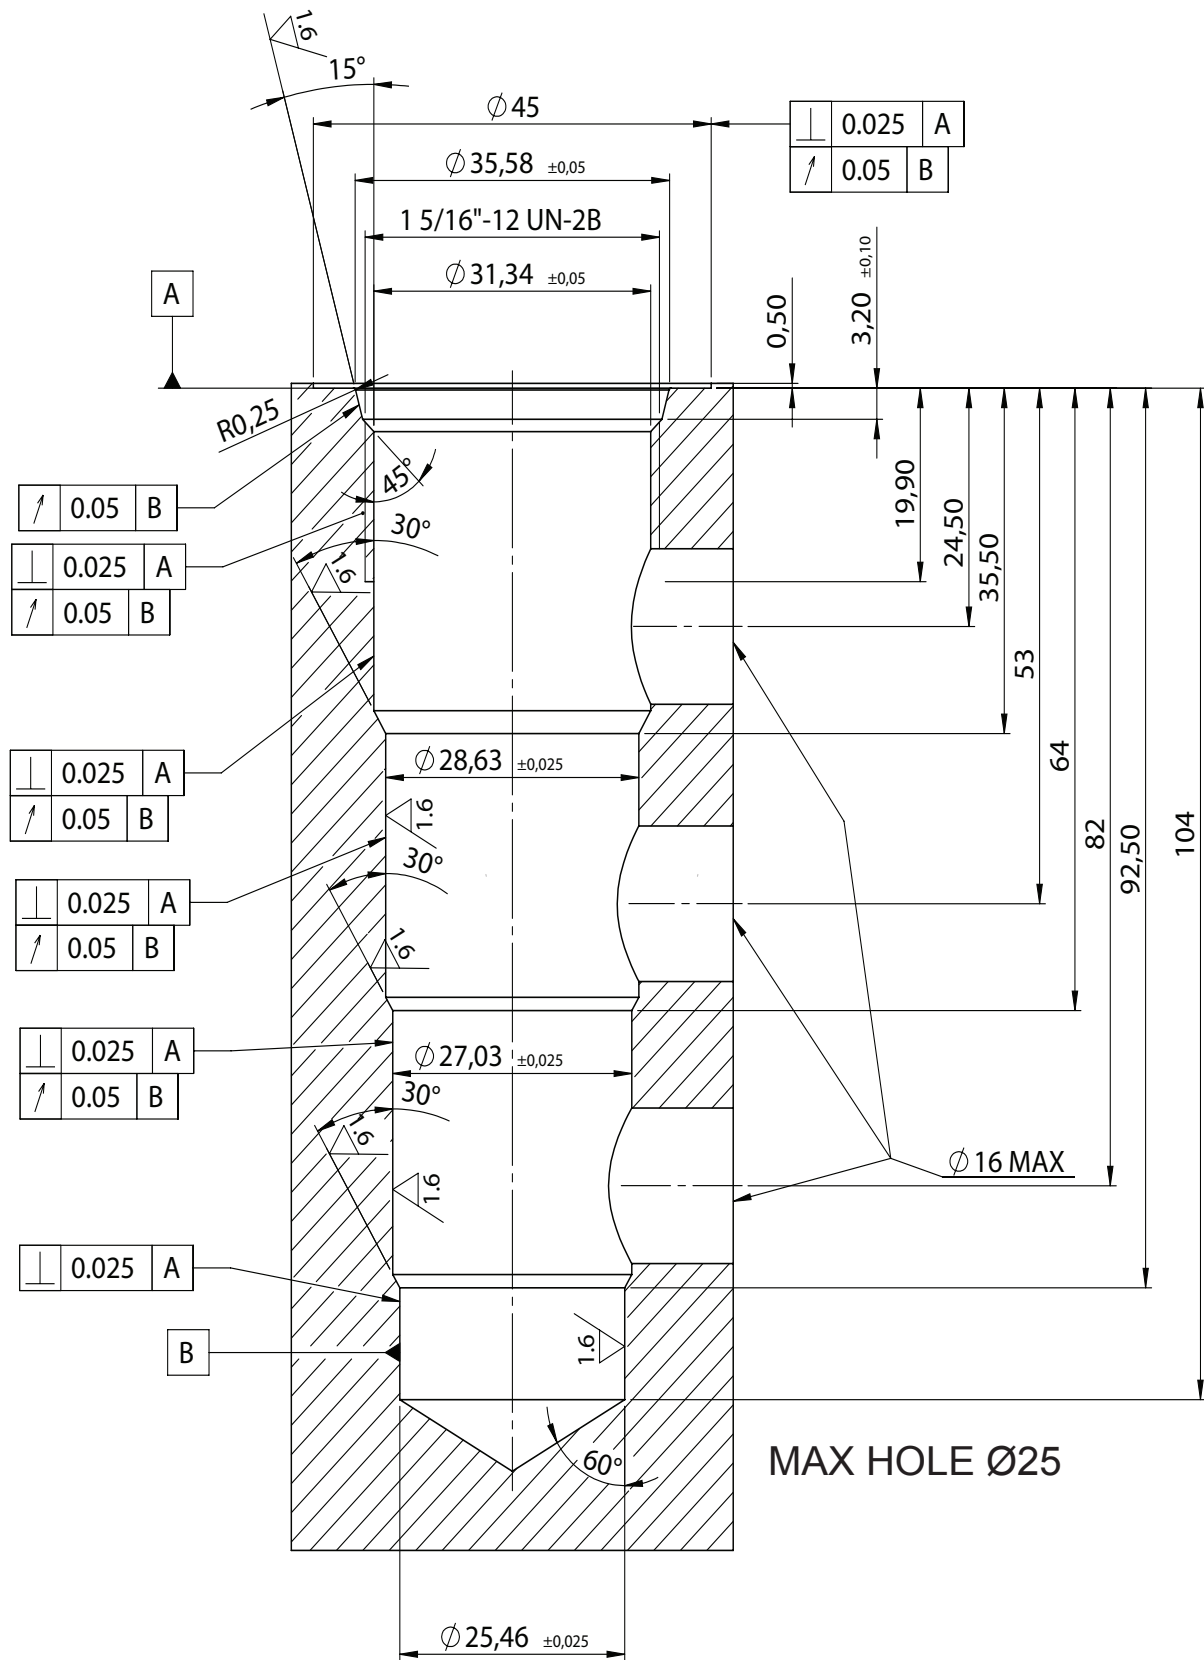 1.6
15°
Ø45
⊥ 0.025 A
↗ 0.05 B
Ø35,58 ±0,05
1 5/16"-12 UN-2B
Ø31,34 ±0,05
A
0,50
3,20 ±0,10
R0,25
45°
↗ 0.05 B
30°
⊥ 0.025 A
↗ 0.05 B
1.6
19,90
24,50
35,50
53
64
82
92,50
104
⊥ 0.025 A
↗ 0.05 B
Ø28,63 ±0,025
1.6
30°
⊥ 0.025 A
↗ 0.05 B
1.6
⊥ 0.025 A
↗ 0.05 B
Ø27,03 ±0,025
30°
1.6
1.6
Ø16 MAX
⊥ 0.025 A
B
1.6
60°
MAX HOLE Ø25
Ø25,46 ±0,025